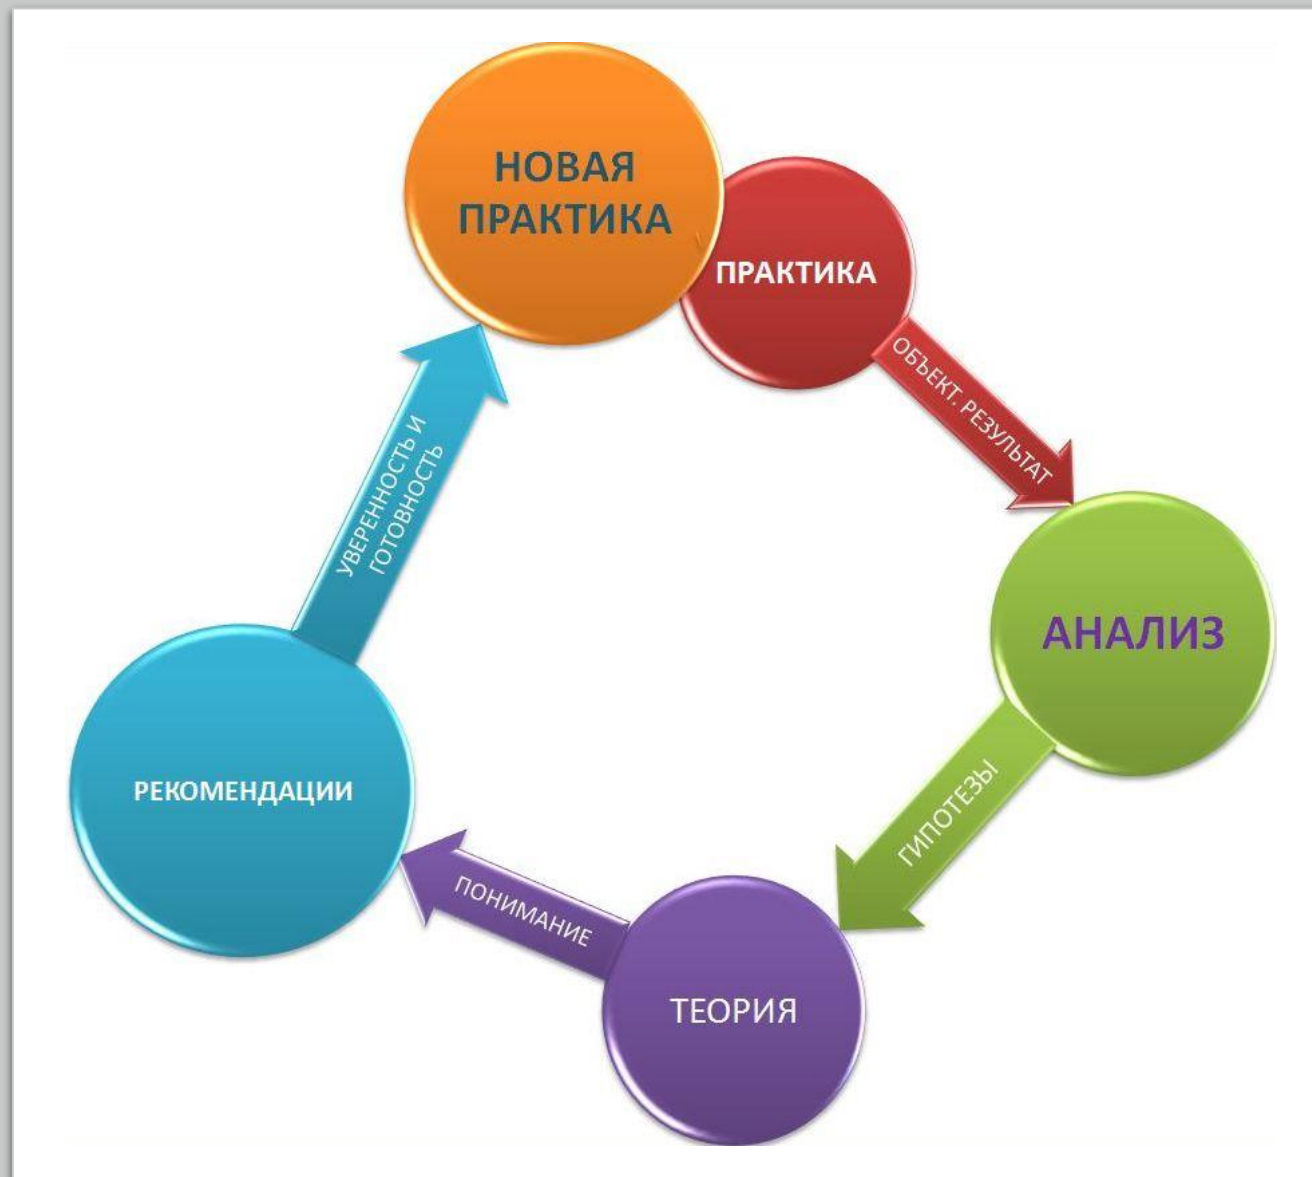 НОВАЯ
ПРАКТИКА
ПРАКТИКА
ОБЪЕКТ. РЕЗУЛЬТАТ
АНАЛИЗ
ГИПОТЕЗЫ
ТЕОРИЯ
ПОНИМАНИЕ
РЕКОМЕНДАЦИИ
УВЕРЕННОСТЬ И
ГОТОВНОСТЬ